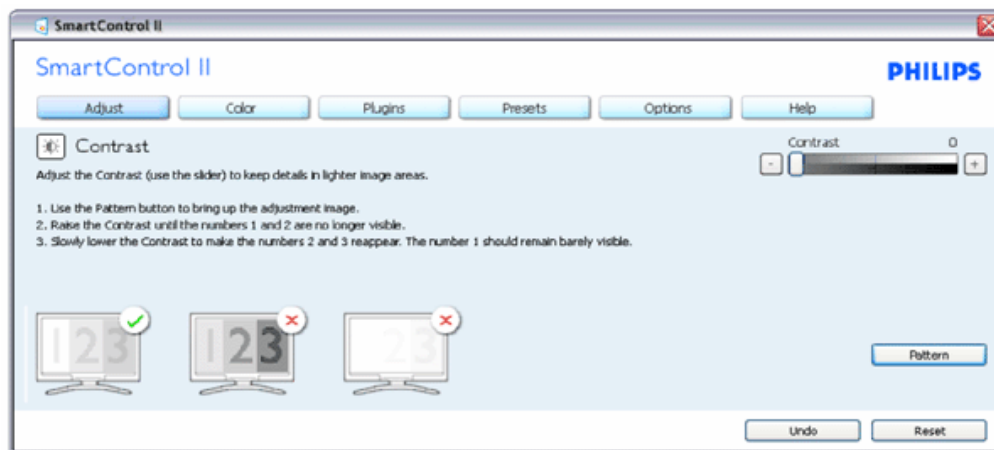 SmartControl II
SmartControl II
PHILIPS
Adjust Color Plugins Presets Options Help
Contrast
Contrast 0
- +
Adjust the Contrast (use the slider) to keep details in lighter image areas.
1. Use the Pattern button to bring up the adjustment image.
2. Raise the Contrast until the numbers 1 and 2 are no longer visible.
3. Slowly lower the Contrast to make the numbers 2 and 3 reappear. The number 1 should remain barely visible.
123 123 23
Pattern
Undo Reset